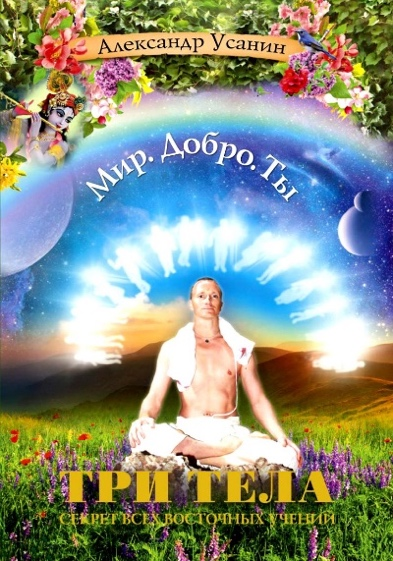 Александр Усанин
Мир. Добро. Ты
ТРИ ТЕЛА
СЕКРЕТ ВСЕХ ВОСТОЧНЫХ УЧЕНИЙ